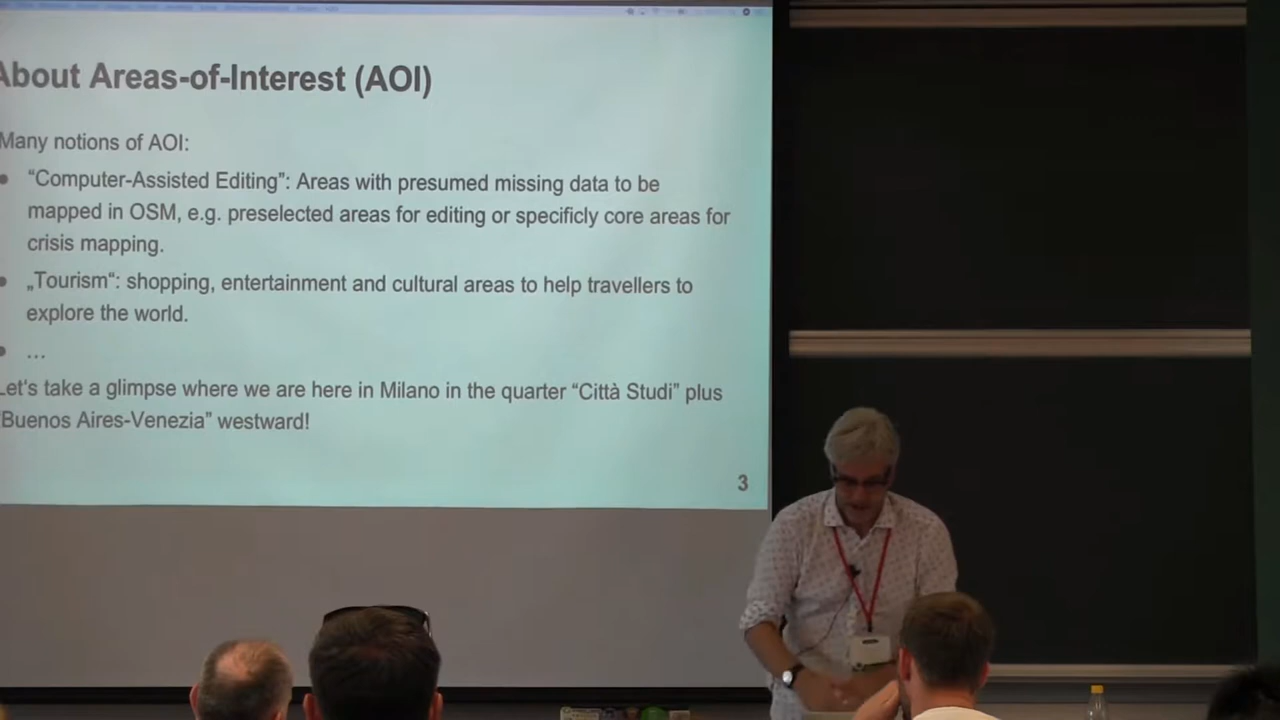 About Areas-of-Interest (AOI)
Many notions of AOI:
“Computer-Assisted Editing”: Areas with presumed missing data to be
mapped in OSM, e.g. preselected areas for editing or specificly core areas for
crisis mapping.
„Tourism“: shopping, entertainment and cultural areas to help travellers to
explore the world.
...
Let's take a glimpse where we are here in Milano in the quarter “Città Studi” plus
Buenos Aires-Venezia” westward!
3